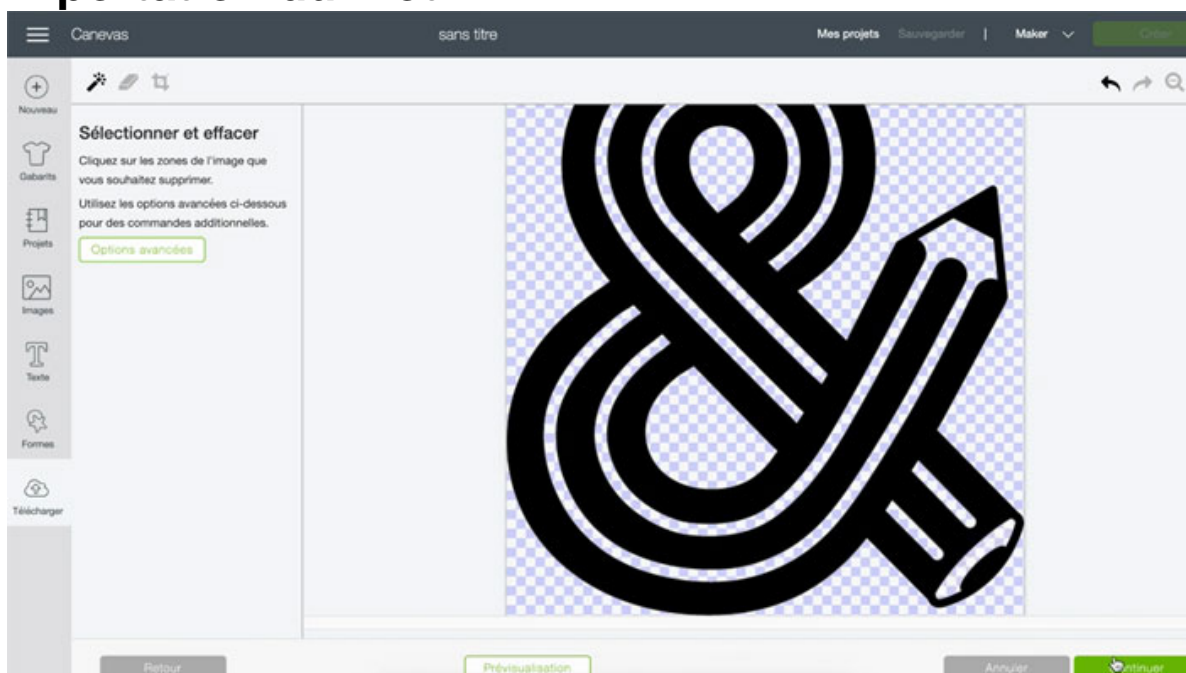 Canevas
sans titre
Mes projets Sauvegarder | Maker
Créer
Nouveau
Gabarits
Projets
Images
Texte
Formes
Télécharger
Sélectionner et effacer
Cliquez sur les zones de l'image que
vous souhaitez supprimer.
Utilisez les options avancées ci-dessous
pour des commandes additionnelles.
Options avancées
Retour
Prévisualisation
Annuler
Continuer